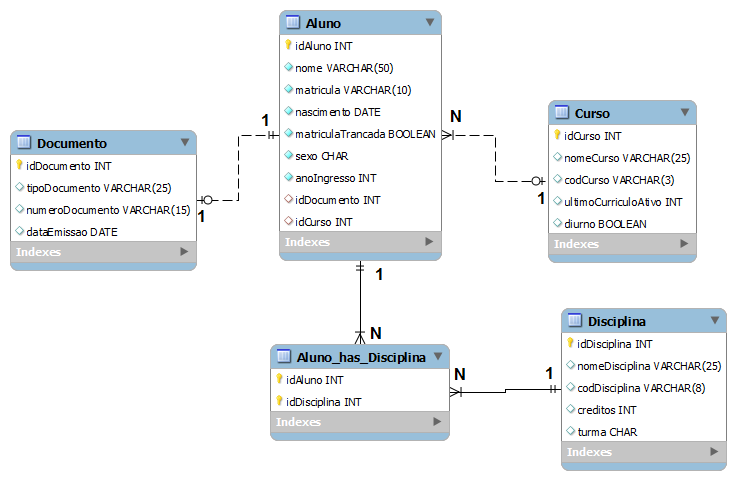 Aluno
idAluno INT
nome VARCHAR(50)
matricula VARCHAR(10)
nascimento DATE
matriculaTrancada BOOLEAN
sexo CHAR
anoIngresso INT
idDocumento INT
idCurso INT
Indexes
1
N
Documento
idDocumento INT
tipoDocumento VARCHAR(25)
numeroDocumento VARCHAR(15)
dataEmissao DATE
Indexes
1
Curso
idCurso INT
nomeCurso VARCHAR(25)
codCurso VARCHAR(3)
ultimoCurriculoAtivo INT
diurno BOOLEAN
Indexes
1
1
N
Aluno_has_Disciplina
idAluno INT
idDisciplina INT
Indexes
N
1
Disciplina
idDisciplina INT
nomeDisciplina VARCHAR(25)
codDisciplina VARCHAR(8)
creditos INT
turma CHAR
Indexes